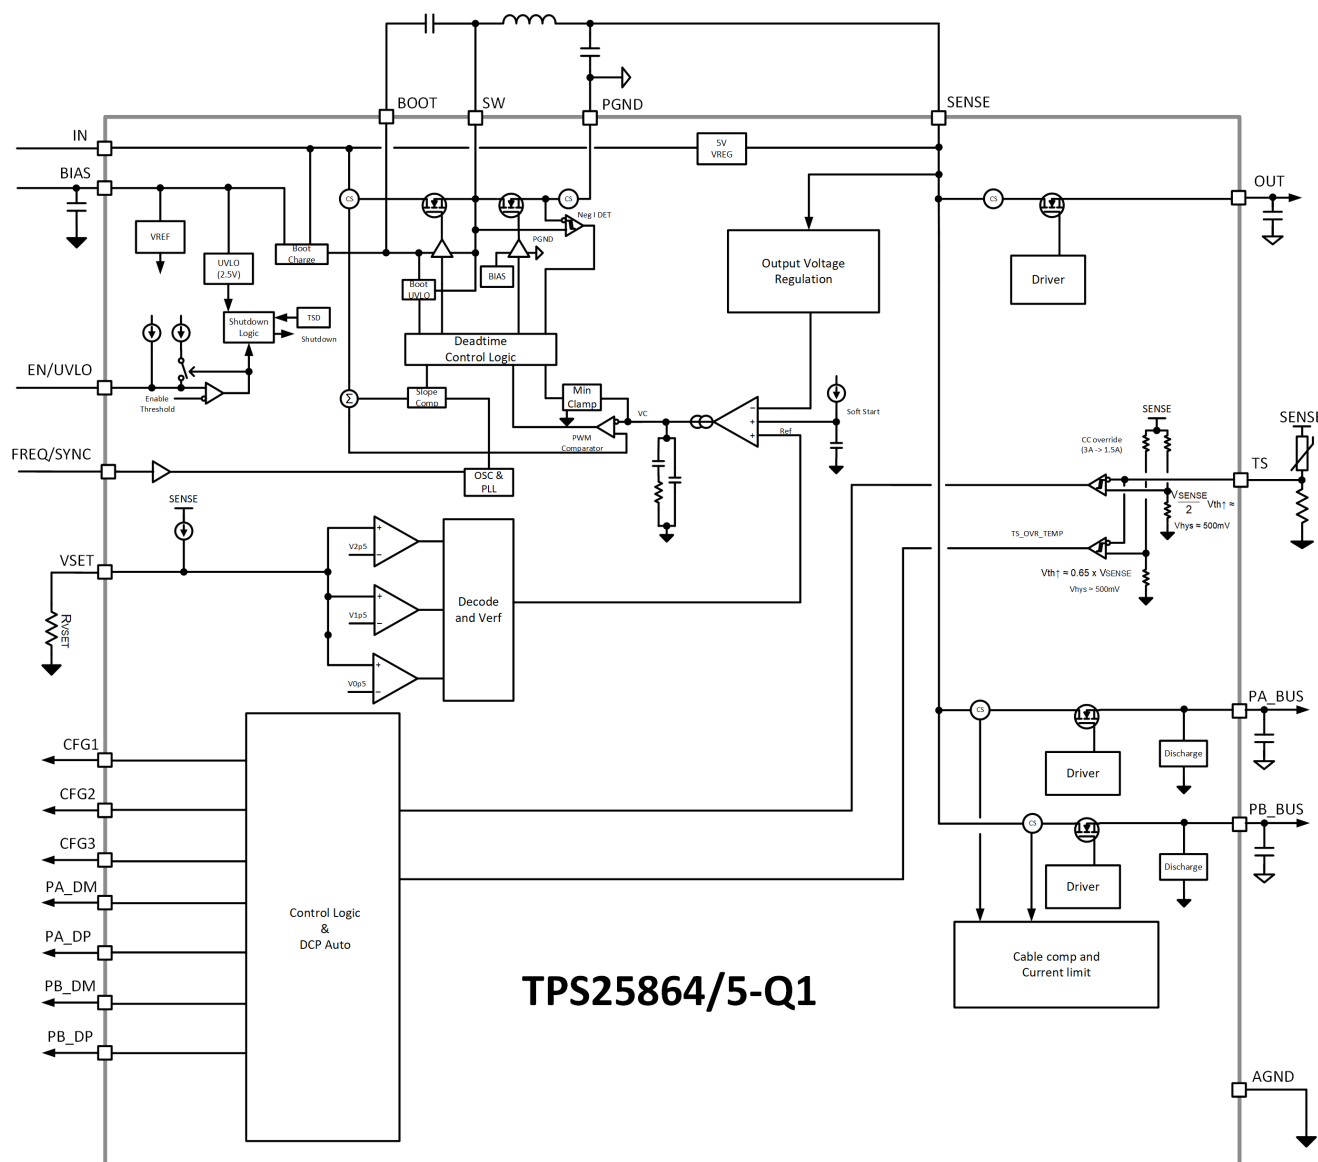 BOOT
SW
PGND
SENSE
IN
5V
VREG
BIAS
OUT
CS
CS
CS
Neg I DET
VREF
PGND
Boot
Charge
UVLO
(2.5V)
BIAS
Output Voltage
Regulation
Driver
Boot
UVLO
Shutdown
Logic
TSD
Shutdown
Deadtime
Control Logic
EN/UVLO
Enable
Threshold
Σ
Slope
Comp
Min
Clamp
VC
PWM
Comparator
Soft Start
−
+
+
Ref
SENSE
SENSE
CC override
(3A -> 1.5A)
FREQ/SYNC
OSC &
PLL
TS
VSENSE
2
Vth↑ ≈
Vhys ≈ 500mV
SENSE
VSET
+
V2p5
−
TS_OVR_TEMP
Vth↑ ≈ 0.65 x VSENSE
Vhys ≈ 500mV
RVSET
+
V1p5
−
Decode
and Verf
+
V0p5
−
PA_BUS
CS
Driver
Discharge
PB_BUS
CS
Driver
Discharge
CFG1
CFG2
CFG3
PA_DM
PA_DP
PB_DM
PB_DP
Control Logic
&
DCP Auto
Cable comp and
Current limit
TPS25864/5-Q1
AGND